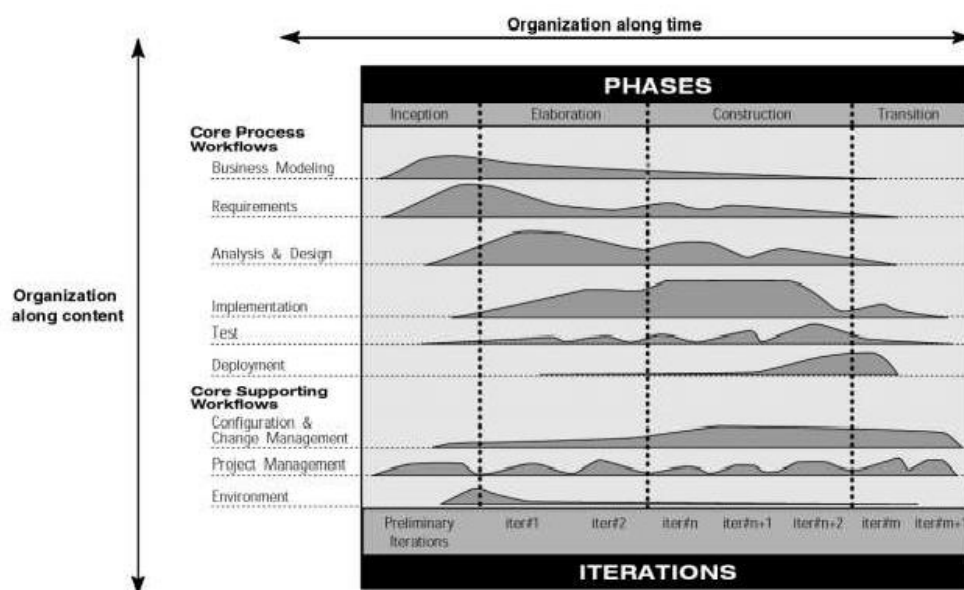 Organization along time
PHASES
Inception Elaboration Construction Transition
Core Process
Workflows
Business Modeling
Requirements
Analysis & Design
Organization
along content
Implementation
Test
Deployment
Core Supporting
Workflows
Configuration &
Change Management
Project Management
Environment
Preliminary
Iterations
iter#1
iter#2
iter#n
iter#n+1
iter#n+2
iter#m
iter#m+1
ITERATIONS